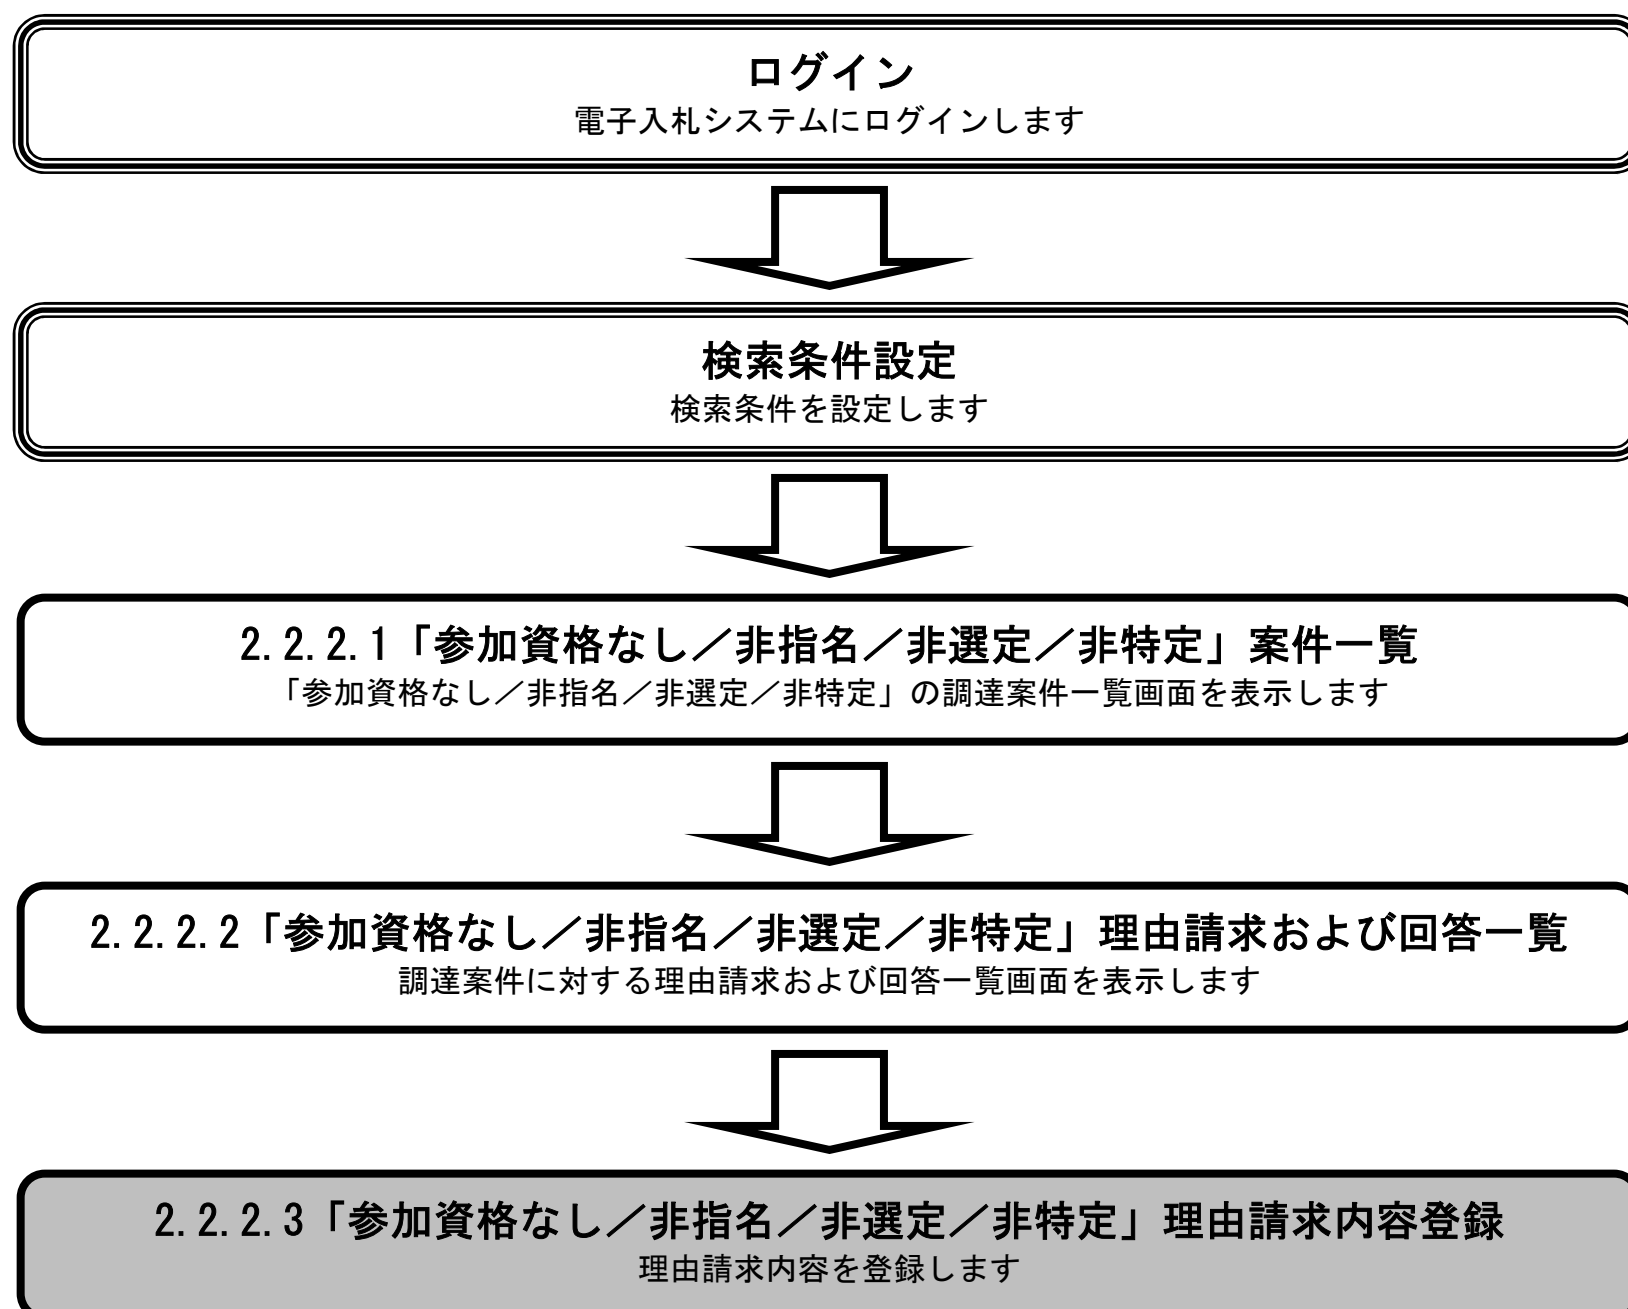 ログイン
電子入札システムにログインします
検索条件設定
検索条件を設定します
2.2.2.1「参加資格なし／非指名／非選定／非特定」案件一覧
「参加資格なし／非指名／非選定／非特定」の調達案件一覧画面を表示します
2.2.2.2「参加資格なし／非指名／非選定／非特定」理由請求および回答一覧
調達案件に対する理由請求および回答一覧画面を表示します
2.2.2.3「参加資格なし／非指名／非選定／非特定」理由請求内容登録
理由請求内容を登録します